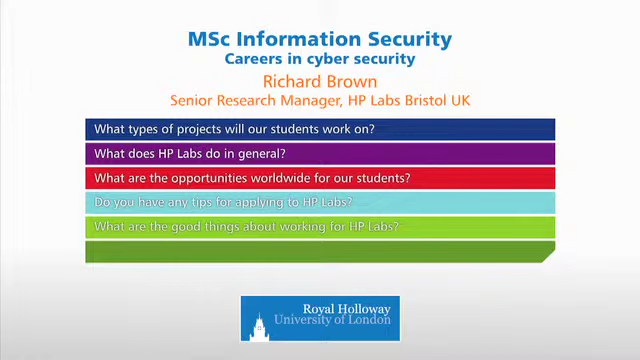 MSc Information Security
Careers in cyber security
Richard Brown
Senior Research Manager, HP Labs Bristol UK
What types of projects will our students work on?
What does HP Labs do in general?
What are the opportunities worldwide for our students?
Do you have any tips for applying to HP Labs?
What are the good things about working for HP Labs?
Royal Holloway
University of London